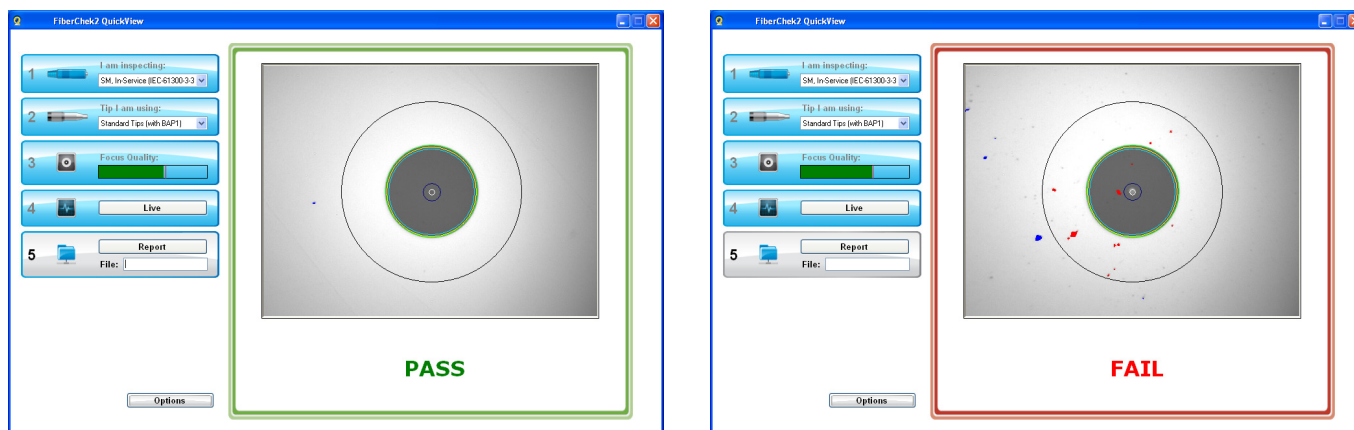 FiberChek2 QuickView
1
I am inspecting:
SM, In-Service (IEC-61300-3-3
2
Tip I am using:
Standard Tips (with BAP1)
3
Focus Quality:
4
Live
5
Report
File:
Options
PASS
FiberChek2 QuickView
1
I am inspecting:
SM, In-Service (IEC-61300-3-3
2
Tip I am using:
Standard Tips (with BAP1)
3
Focus Quality:
4
Live
5
Report
File:
Options
FAIL